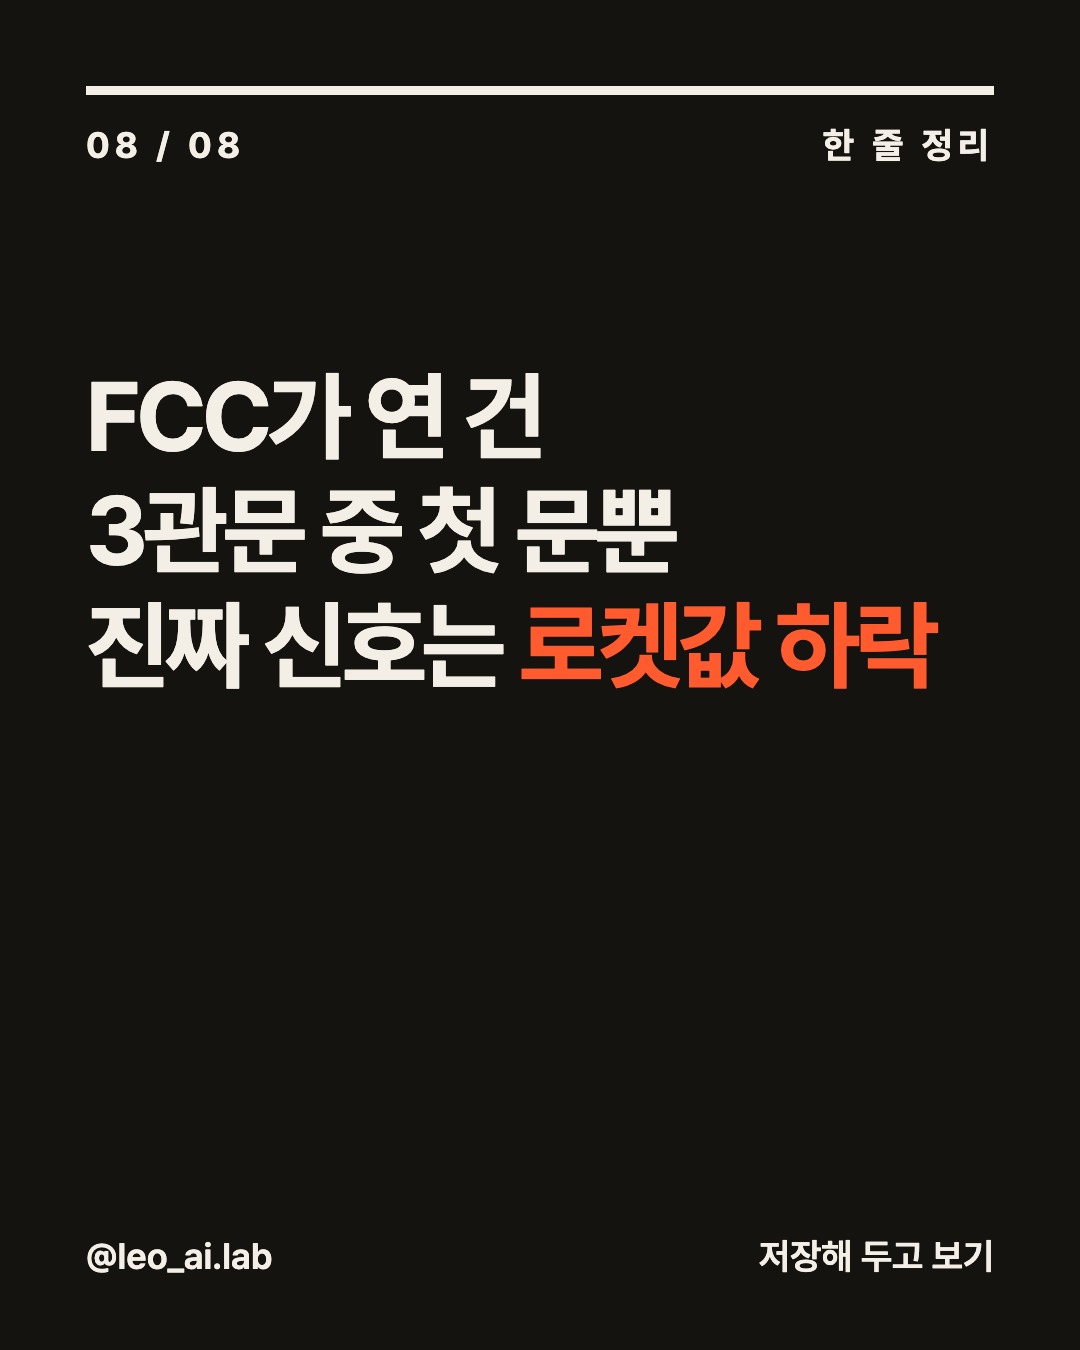 08 / 08
한 줄 정리
FCC가 연 건
3관문 중 첫 문뿐
진짜 신호는 로켓값 하락
@leo_ai.lab
저장해 두고 보기